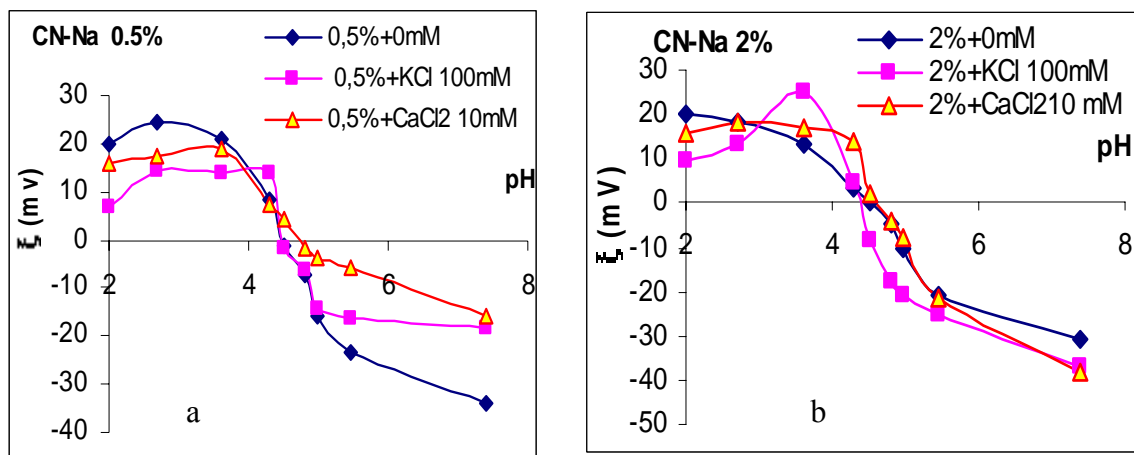 CN-Na 0.5%
0,5%+0mM
0,5%+KCl 100mM
0,5%+CaCl2 10mM
30
20
10
0
-10
-20
-30
-40
2
4
6
8
pH
ξ (m v)
a
CN-Na 2%
2%+0mM
2%+KCl 100mM
2%+CaCl210 mM
30
20
10
0
-10
-20
-30
-40
-50
2
4
6
8
pH
ξ (m V)
b